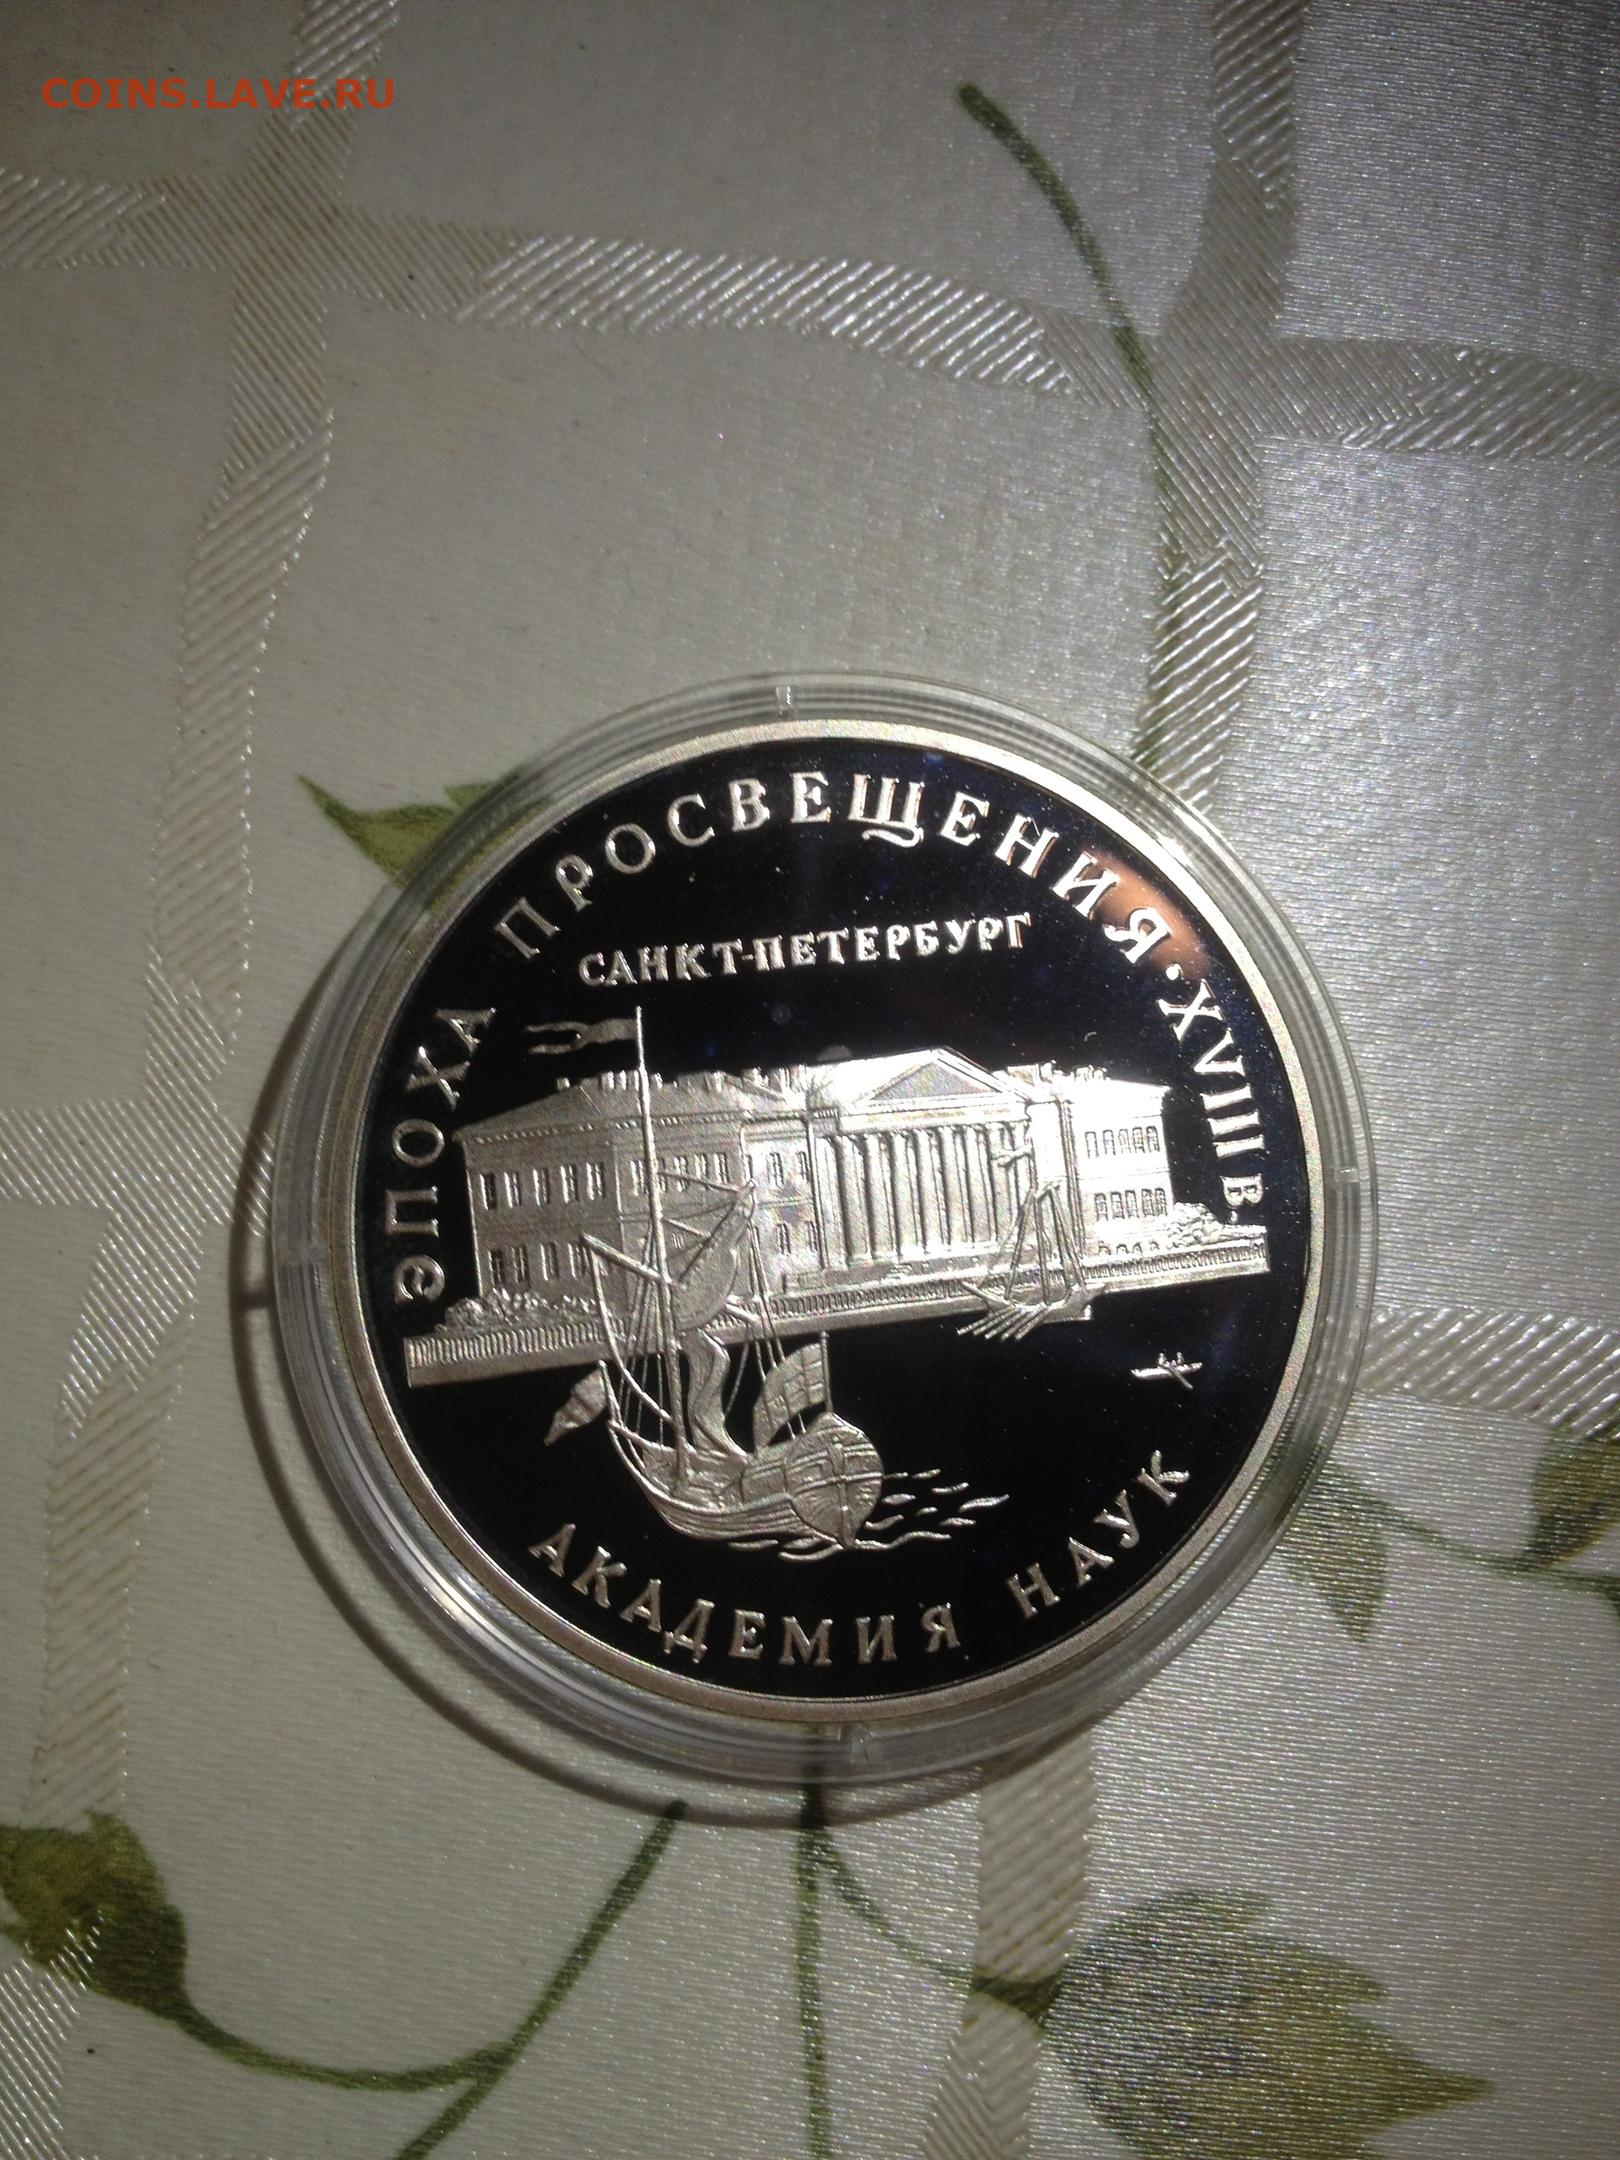 COINS.LAVE.RU
ЭПОХА ПРОСВЕЩЕНИЯ · XVIII В.
САНКТ-ПЕТЕРБУРГ
АКАДЕМИЯ НАУК